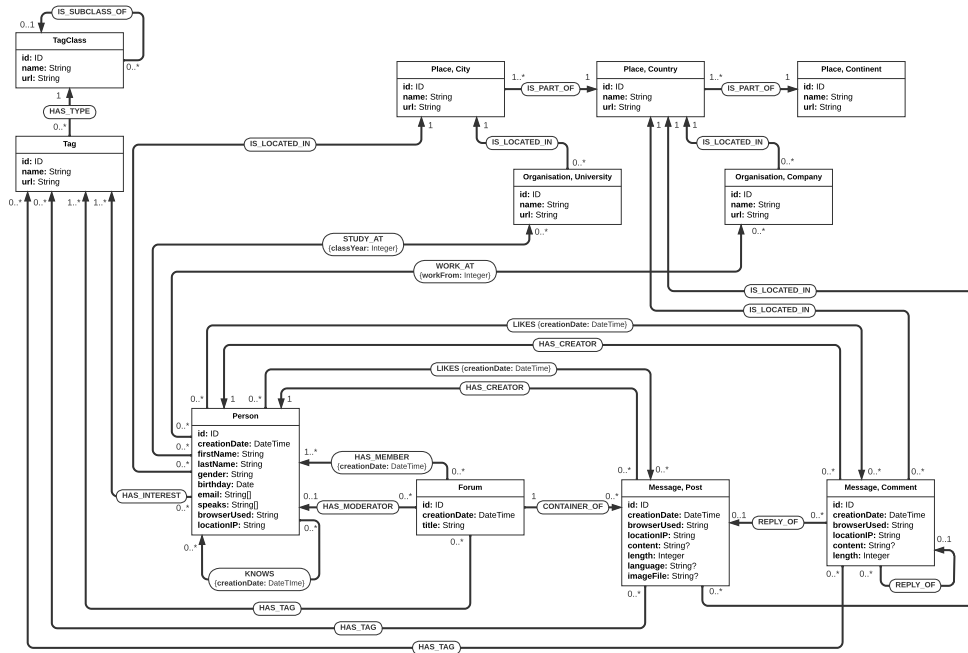 IS_SUBCLASS_OF
0..1
TagClass
id: ID
name: String
url: String
0..*
1
HAS_TYPE
0..*
Tag
id: ID
name: String
url: String
0..*
0..*
1..*
1..*
Place, City
id: ID
name: String
url: String
1..*
IS_PART_OF
1
Place, Country
id: ID
name: String
url: String
1..*
IS_PART_OF
1
Place, Continent
id: ID
name: String
url: String
1
1
1
1
1
IS_LOCATED_IN
IS_LOCATED_IN
IS_LOCATED_IN
0..*
0..*
Organisation, University
id: ID
name: String
url: String
0..*
Organisation, Company
id: ID
name: String
url: String
0..*
STUDY_AT
{classYear: Integer}
WORK_AT
{workFrom: Integer}
IS_LOCATED_IN
IS_LOCATED_IN
LIKES {creationDate: DateTime}
HAS_CREATOR
LIKES {creationDate: DateTime}
HAS_CREATOR
0..*
1
0..*
1
Person
id: ID
creationDate: DateTime
firstName: String
lastName: String
gender: String
birthday: Date
email: String[]
speaks: String[]
browserUsed: String
locationIP: String
0..*
0..*
0..*
HAS_INTEREST
0..*
0..*
0..*
KNOWS
{creationDate: DateTIme}
1..*
HAS_MEMBER
{creationDate: DateTime}
0..*
0..1
HAS_MODERATOR
0..*
Forum
id: ID
creationDate: DateTime
title: String
0..*
1
CONTAINER_OF
0..*
0..*
0..*
Message, Post
id: ID
creationDate: DateTime
browserUsed: String
locationIP: String
content: String?
length: Integer
language: String?
imageFile: String?
0..*
0..*
0..1
REPLY_OF
0..*
0..*
0..*
0..*
Message, Comment
id: ID
creationDate: DateTime
browserUsed: String
locationIP: String
content: String?
length: Integer
0..1
0..*
0..*
REPLY_OF
HAS_TAG
HAS_TAG
HAS_TAG